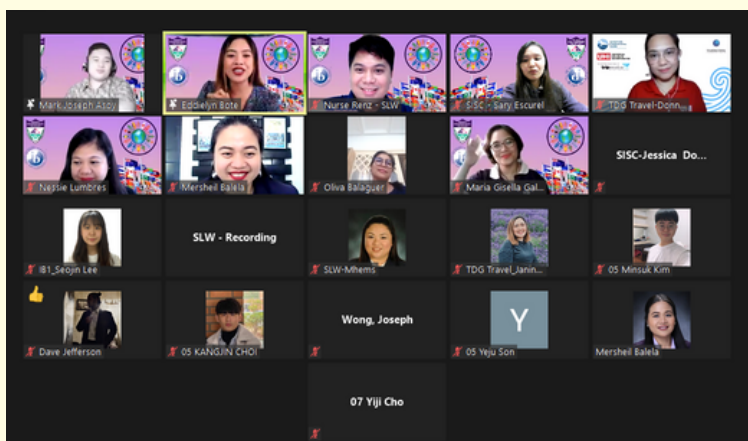 Mark Joseph Asoy
Eddielyn Bote
Nurse Renz - SLW
SISC - Sary Escurel
TDG Travel-Donn...
Nessie Lumbres
Mersheil Balela
Oliva Balaguer
Maria Gisella Gal...
SISC-Jessica Do...
IB1_Seojin Lee
SLW - Recording
SLW-Mhems
TDG Travel_Janin...
05 Minsuk Kim
Dave Jefferson
05 KANGJIN CHOI
Wong, Joseph
Y
05 Yeju Son
Mersheil Balela
07 Yiji Cho